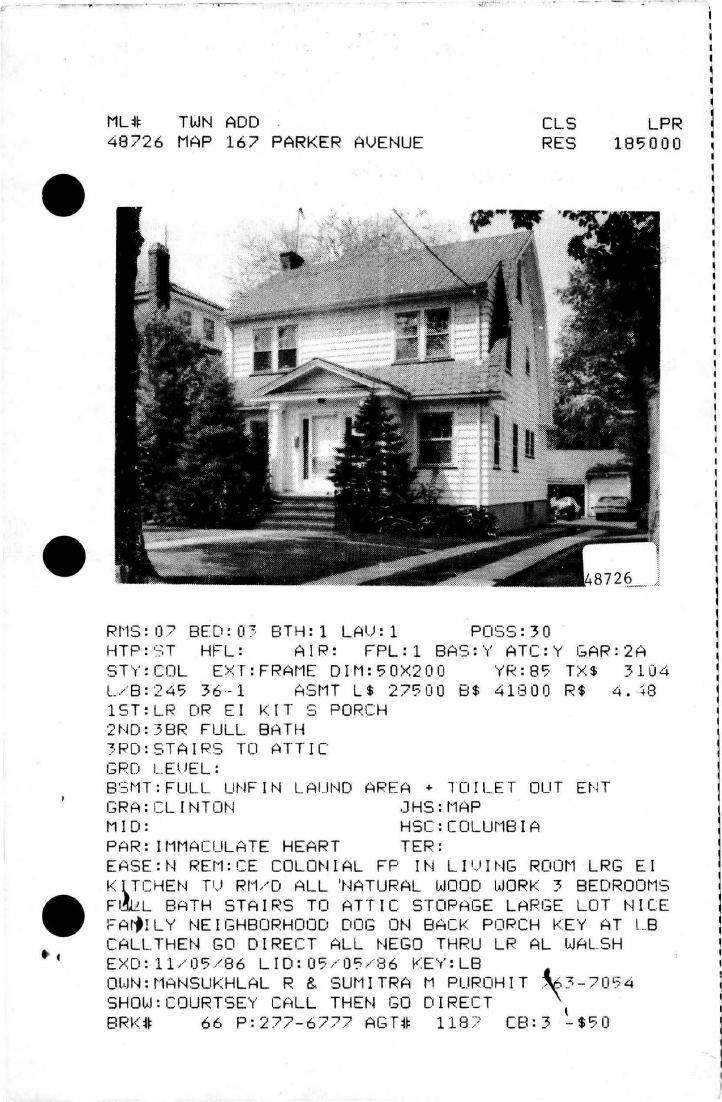 ML# TWN ADD CLS LPR
48726 MAP 167 PARKER AVENUE RES 185000
48726
RMS:07 BED:03 BTH:1 LAV:1 POSS:30
HTP:ST HFL: AIR: FPL:1 BAS:Y ATC:Y GAR:2A
STY:COL EXT:FRAME DIM:50X200 YR:85 TX$ 3104
L/B:245 36-1 ASMT L$ 27500 B$ 41800 R$ 4.48
1ST:LR DR EI KIT S PORCH
2ND:3BR FULL BATH
3RD:STAIRS TO ATTIC
GRD LEVEL:
BSMT:FULL UNFIN LAUND AREA + TOILET OUT ENT
GRA:CLINTON JHS:MAP
MID: HSC:COLUMBIA
PAR:IMMACULATE HEART TER:
EASE:N REM:CE COLONIAL FP IN LIVING ROOM LRG EI
KITCHEN TV RM/D ALL 'NATURAL WOOD WORK 3 BEDROOMS
FULL BATH STAIRS TO ATTIC STORAGE LARGE LOT NICE
FAMILY NEIGHBORHOOD DOG ON BACK PORCH KEY AT LB
CALLTHEN GO DIRECT ALL NEGO THRU LR AL WALSH
EXD:11/05/86 LID:05/05/86 KEY:LB
OWN:MANSUKHLAL R & SUMITRA M PUROHIT 763-7054
SHOW:COURTSEY CALL THEN GO DIRECT
BRK# 66 P:277-6777 AGT# 1187 CB:3 -$50